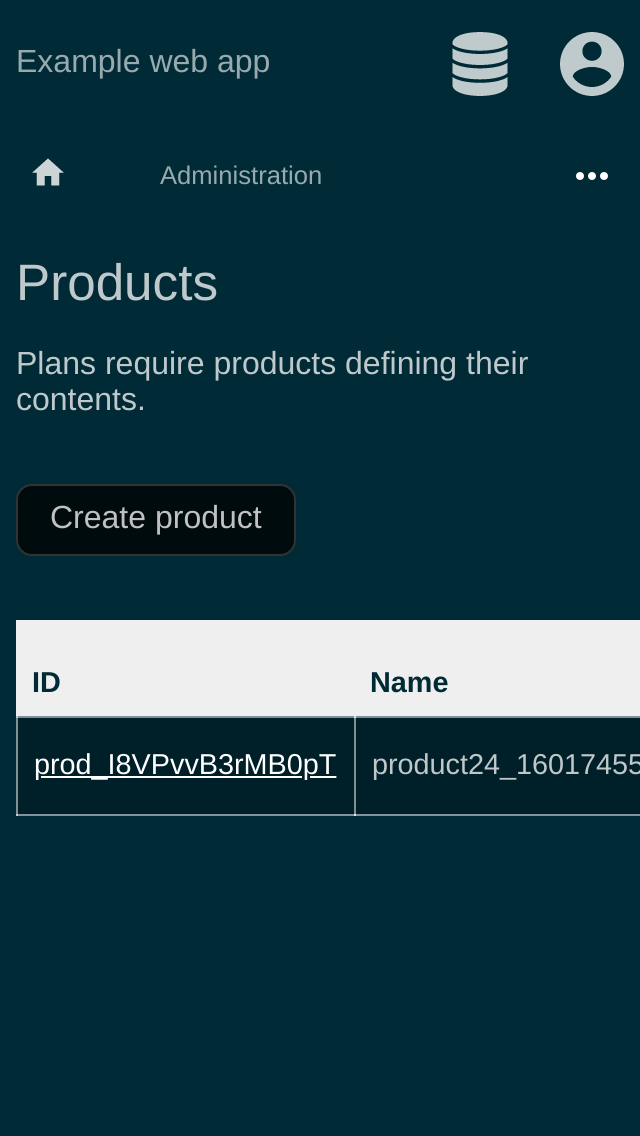 Example web app
Administration
Products
Plans require products defining their
contents.
Create product
ID Name
prod_I8VPvvB3rMB0pT product24_16017455